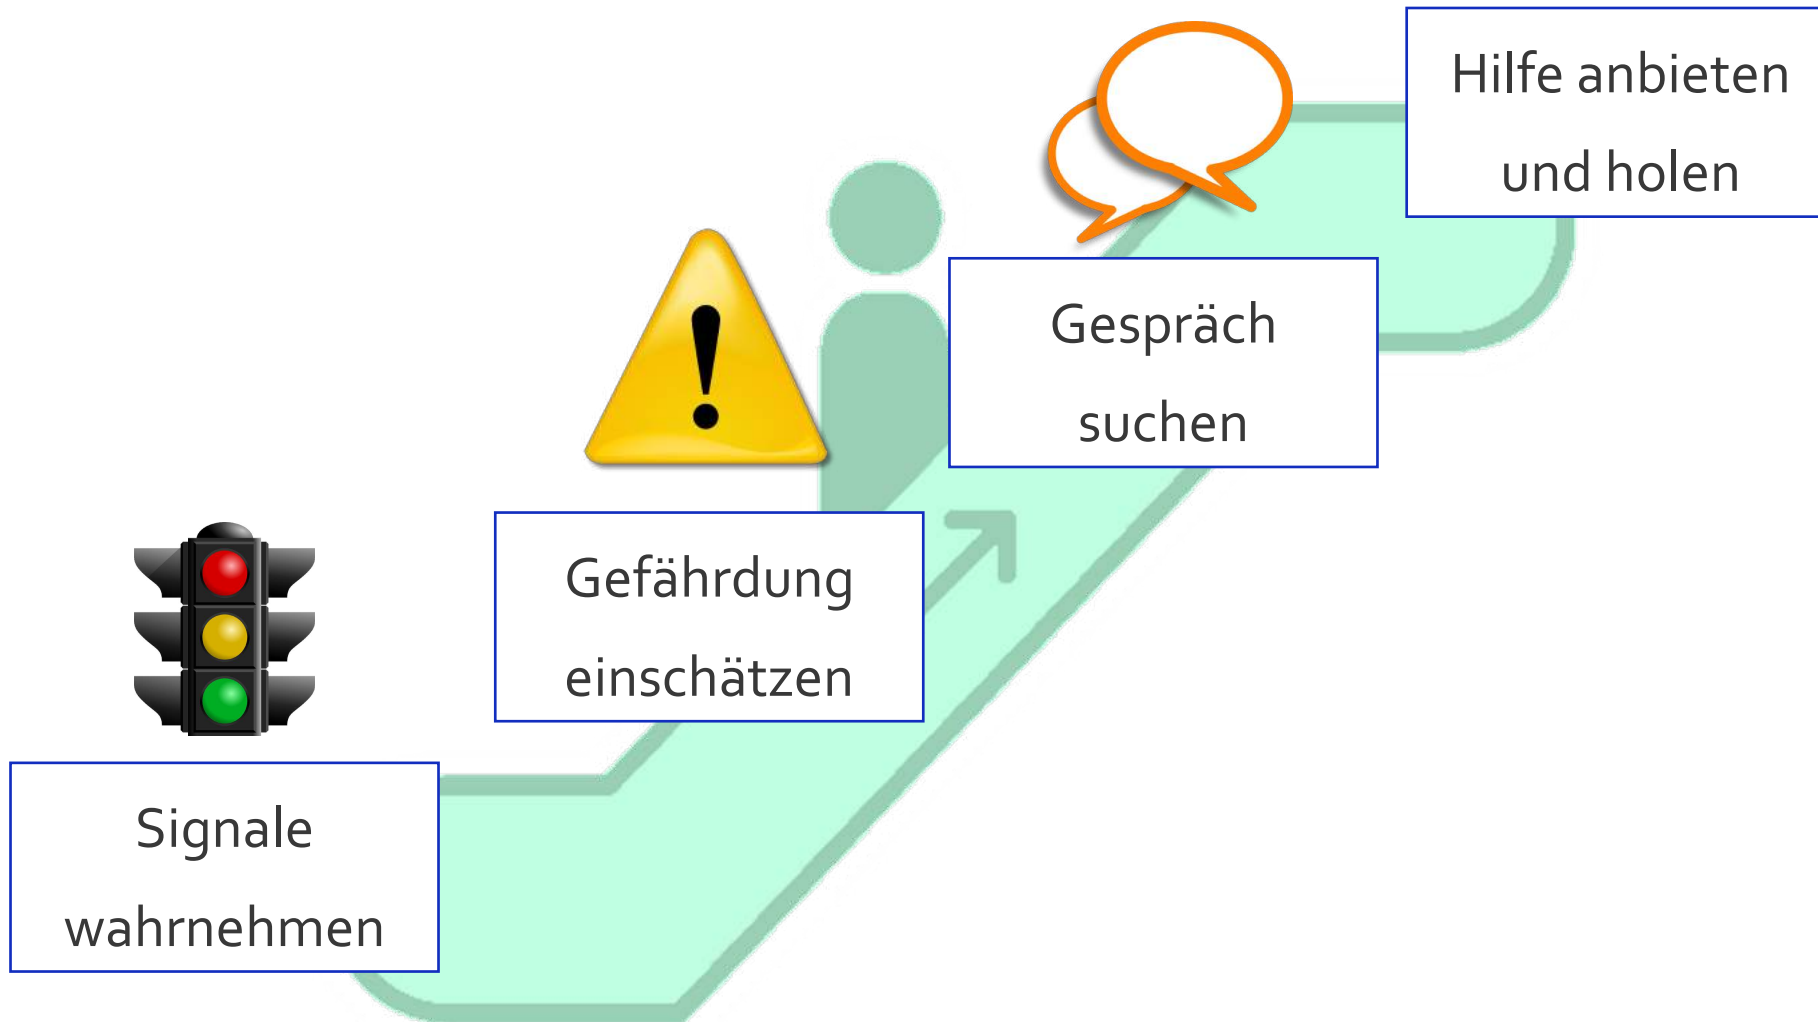 Signale
wahrnehmen
Gefährdung
einschätzen
Gespräch
suchen
Hilfe anbieten
und holen